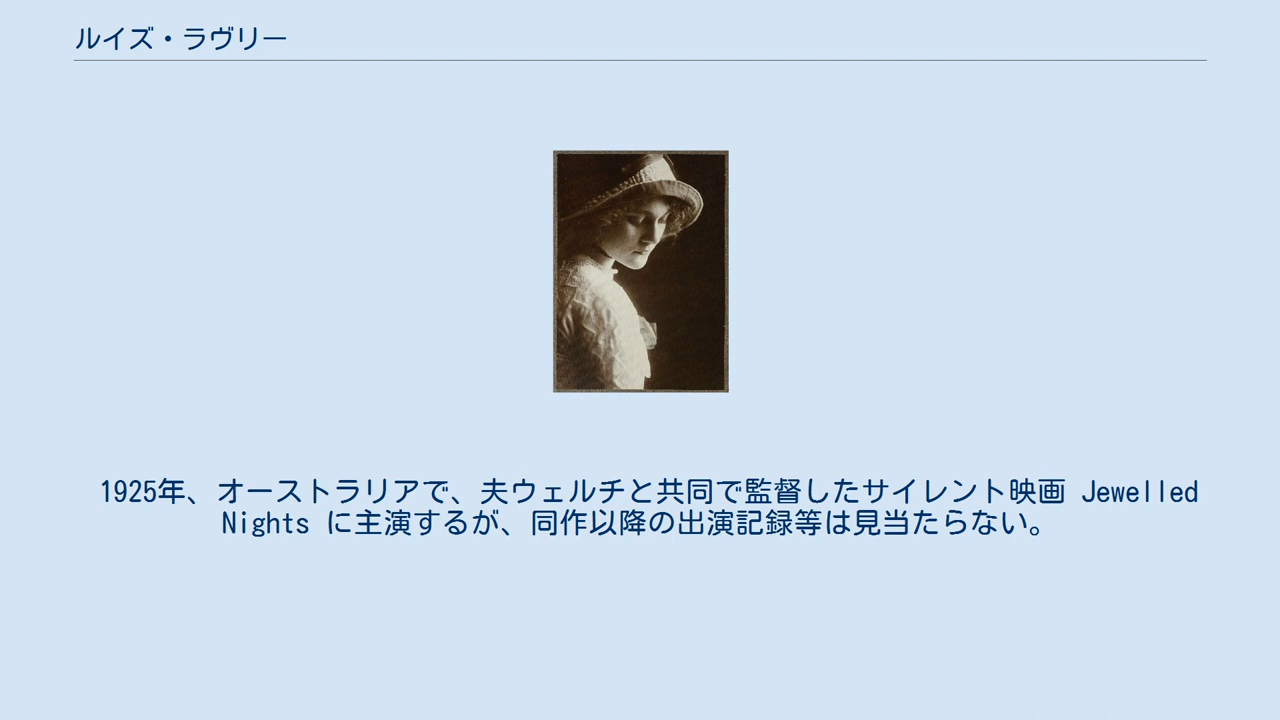 ルイズ・ラヴリー
1925年、オーストラリアで、夫ウェルチと共同で監督したサイレント映画 Jewelled
Nights に主演するが、同作以降の出演記録等は見当たらない。